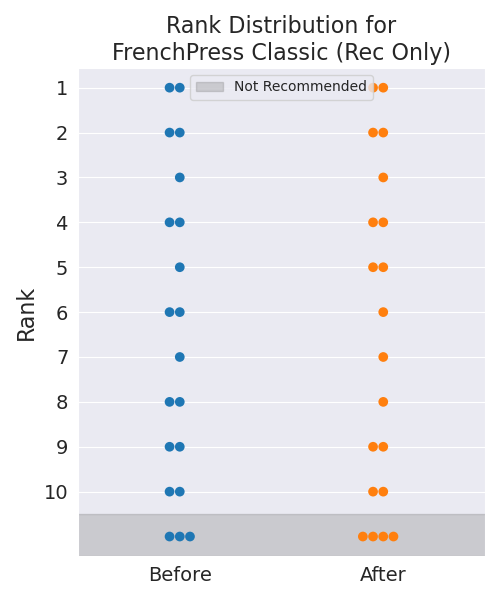 Rank Distribution for
FrenchPress Classic (Rec Only)
Not Recommended
1
2
3
4
5
6
7
8
9
10
Rank
Before After